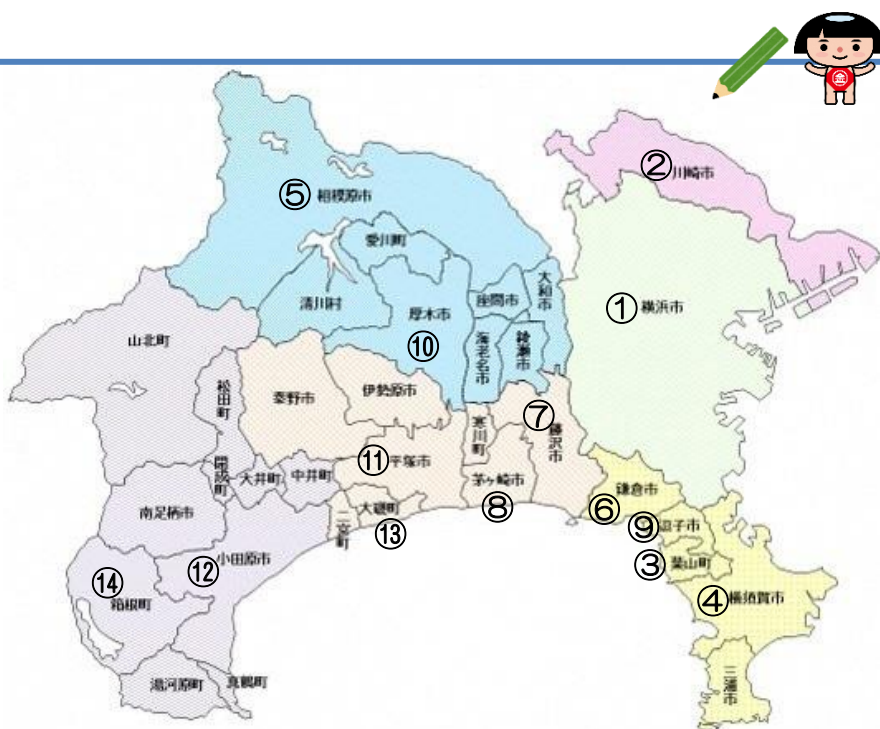 金
②川崎市
⑤相模原市
愛川町
大和市
清川村
座間市
①横浜市
厚木市
⑩
海老名市
綾瀬市
山北町
松田町
秦野市
伊勢原市
⑦
寒川町
藤沢市
⑪平塚市
開成町
大井町
中井町
茅ヶ崎市
⑧
鎌倉市
⑥
南足柄市
二宮町
大磯町
⑬
⑨逗子市
③葉山町
⑫小田原市
⑭
箱根町
④横須賀市
湯河原町
真鶴町
三浦市